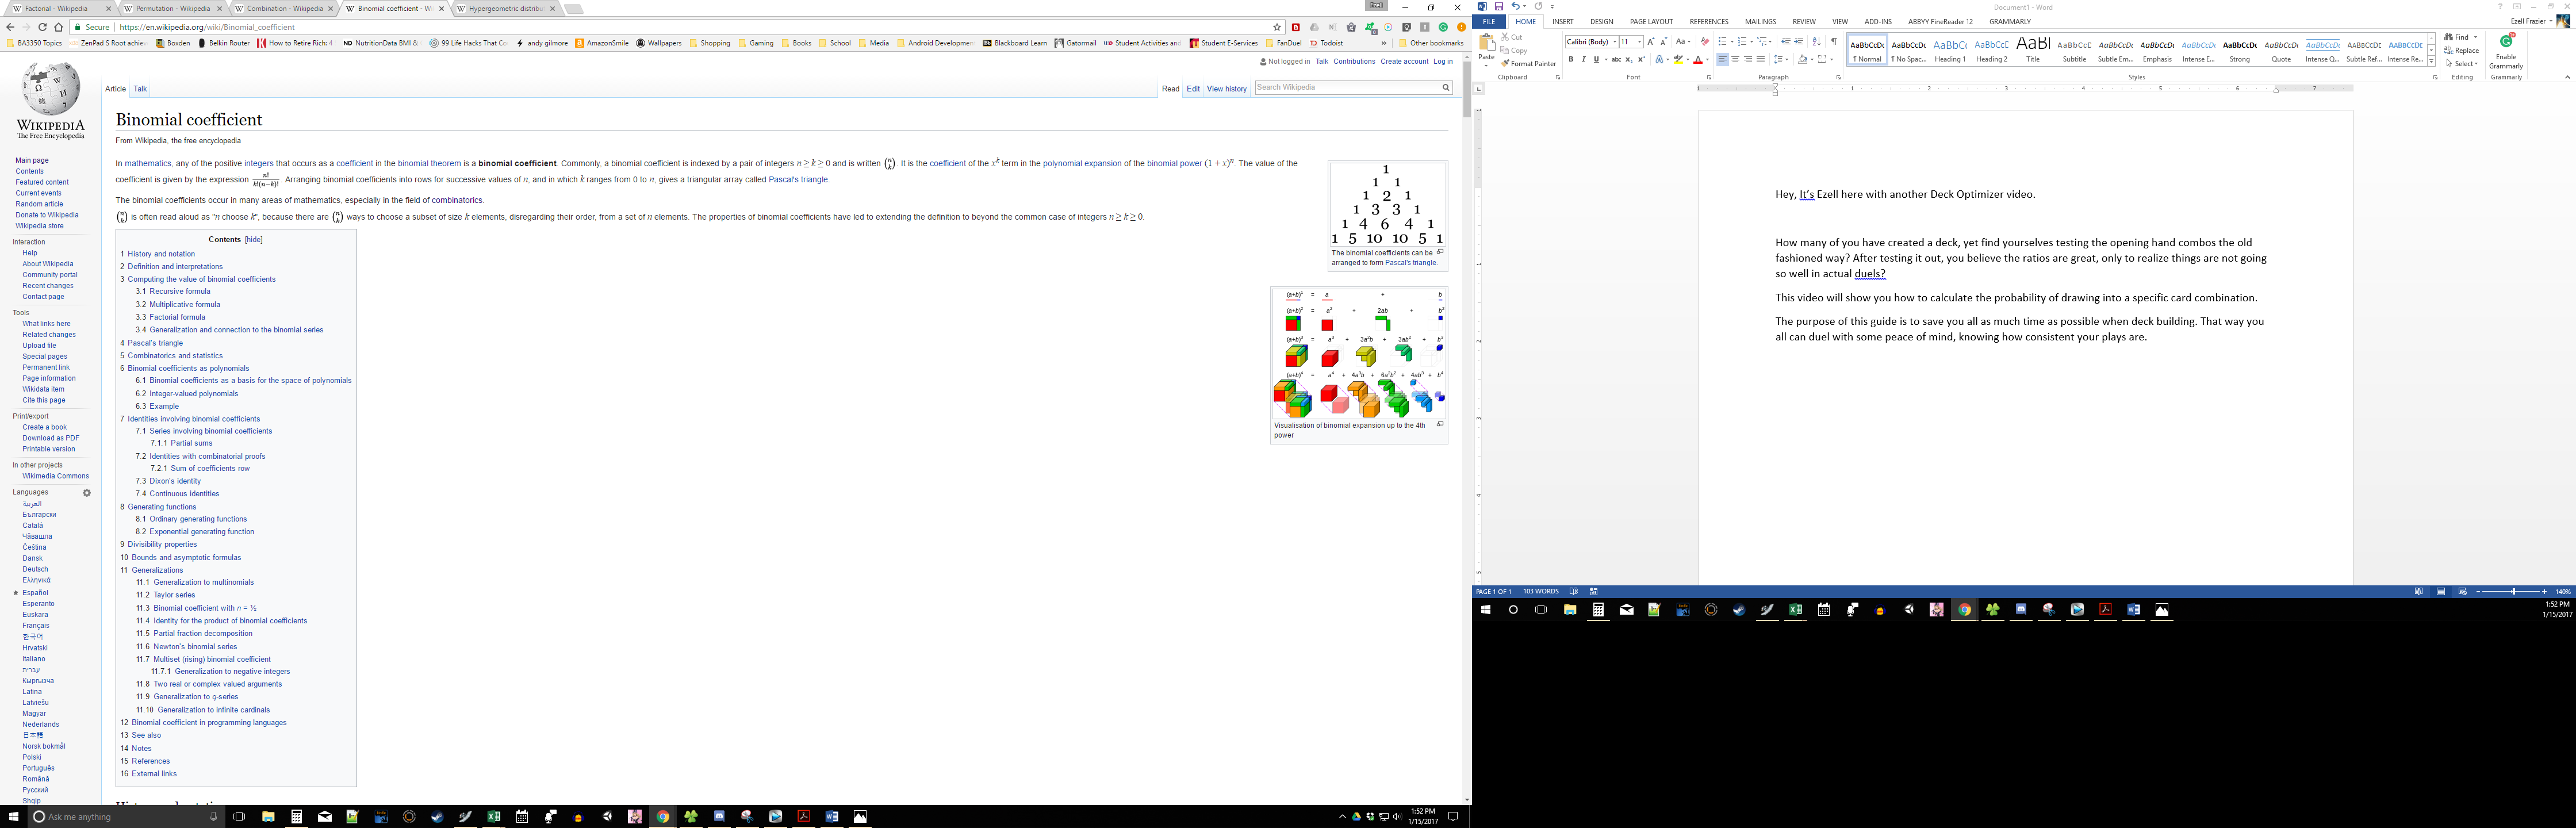 Factorial - Wikipedia
Permutation - Wikipedia
Combination - Wikipedia
Binomial coefficient - Wi
Hypergeometric distribut
Secure | https://en.wikipedia.org/wiki/Binomial_coefficient
BA3350 Topics
ZenPad S Root achiev
Boxden
Belkin Router
How to Retire Rich: 4
NutritionData BMI &
99 Life Hacks That Co
andy gilmore
AmazonSmile
Wallpapers
Shopping
Gaming
Books
School
Media
Android Developmen
Blackboard Learn
Gatormail
Student Activities and
Student E-Services
FanDuel
Todoist
Other bookmarks
Not logged in Talk Contributions Create account Log in
WIKIPEDIA
The Free Encyclopedia
Article Talk
Read Edit View history
Search Wikipedia
Main page
Contents
Featured content
Current events
Random article
Donate to Wikipedia
Wikipedia store
Interaction
Help
About Wikipedia
Community portal
Recent changes
Contact page
Tools
What links here
Related changes
Upload file
Special pages
Permanent link
Page information
Wikidata item
Cite this page
Print/export
Create a book
Download as PDF
Printable version
In other projects
Wikimedia Commons
Languages
العربية
Български
Català
Чӑвашла
Čeština
Dansk
Deutsch
Ελληνικά
Español
Esperanto
Euskara
Français
한국어
Hrvatski
Italiano
עברית
Кыргызча
Latina
Latviešu
Magyar
Nederlands
日本語
Norsk bokmål
Polski
Português
Română
Русский
Shqip
Binomial coefficient
From Wikipedia, the free encyclopedia
In mathematics, any of the positive integers that occurs as a coefficient in the binomial theorem is a binomial coefficient. Commonly, a binomial coefficient is indexed by a pair of integers n ≥ k ≥ 0 and is written (n k). It is the coefficient of the x^k term in the polynomial expansion of the binomial power (1 + x)^n. The value of the
coefficient is given by the expression n!/k!(n−k)!. Arranging binomial coefficients into rows for successive values of n, and in which k ranges from 0 to n, gives a triangular array called Pascal's triangle.
The binomial coefficients occur in many areas of mathematics, especially in the field of combinatorics.
(n k) is often read aloud as "n choose k", because there are (n k) ways to choose a subset of size k elements, disregarding their order, from a set of n elements. The properties of binomial coefficients have led to extending the definition to beyond the common case of integers n ≥ k ≥ 0.
Contents [hide]
1 History and notation
2 Definition and interpretations
3 Computing the value of binomial coefficients
3.1 Recursive formula
3.2 Multiplicative formula
3.3 Factorial formula
3.4 Generalization and connection to the binomial series
4 Pascal's triangle
5 Combinatorics and statistics
6 Binomial coefficients as polynomials
6.1 Binomial coefficients as a basis for the space of polynomials
6.2 Integer-valued polynomials
6.3 Example
7 Identities involving binomial coefficients
7.1 Series involving binomial coefficients
7.1.1 Partial sums
7.2 Identities with combinatorial proofs
7.2.1 Sum of coefficients row
7.3 Dixon's identity
7.4 Continuous identities
8 Generating functions
8.1 Ordinary generating functions
8.2 Exponential generating function
9 Divisibility properties
10 Bounds and asymptotic formulas
11 Generalizations
11.1 Generalization to multinomials
11.2 Taylor series
11.3 Binomial coefficient with n = ½
11.4 Identity for the product of binomial coefficients
11.5 Partial fraction decomposition
11.6 Newton's binomial series
11.7 Multiset (rising) binomial coefficient
11.7.1 Generalization to negative integers
11.8 Two real or complex valued arguments
11.9 Generalization to q-series
11.10 Generalization to infinite cardinals
12 Binomial coefficient in programming languages
13 See also
14 Notes
15 References
16 External links
1
1 1
1 2 1
1 3 3 1
1 4 6 4 1
1 5 10 10 5 1
The binomial coefficients can be
arranged to form Pascal's triangle.
(a+b)¹ = a + b
(a+b)² = a² + 2ab + b²
(a+b)³ = a³ + 3a²b + 3ab² + b³
(a+b)⁴ = a⁴ + 4a³b + 6a²b² + 4ab³ + b⁴
Visualisation of binomial expansion up to the 4th
power
Ask me anything
1:52 PM
1/15/2017
Document1 - Word
FILE HOME INSERT DESIGN PAGE LAYOUT REFERENCES MAILINGS REVIEW VIEW ADD-INS ABBYY FineReader 12 GRAMMARLY
Ezell Frazier
Paste
Cut
Copy
Format Painter
Clipboard
Calibri (Body) 11
Font
Paragraph
¶ Normal
¶ No Spac...
Heading 1
Heading 2
Title
Subtitle
Subtle Em...
Emphasis
Intense E...
Strong
Quote
Intense Q...
Subtle Ref...
Intense Re...
Styles
Find
Replace
Select
Editing
Enable
Grammarly
Grammarly
Hey, It's Ezell here with another Deck Optimizer video.
How many of you have created a deck, yet find yourselves testing the opening hand combos the old
fashioned way? After testing it out, you believe the ratios are great, only to realize things are not going
so well in actual duels?
This video will show you how to calculate the probability of drawing into a specific card combination.
The purpose of this guide is to save you all as much time as possible when deck building. That way you
all can duel with some peace of mind, knowing how consistent your plays are.
PAGE 1 OF 1 103 WORDS
140%
1:52 PM
1/15/2017